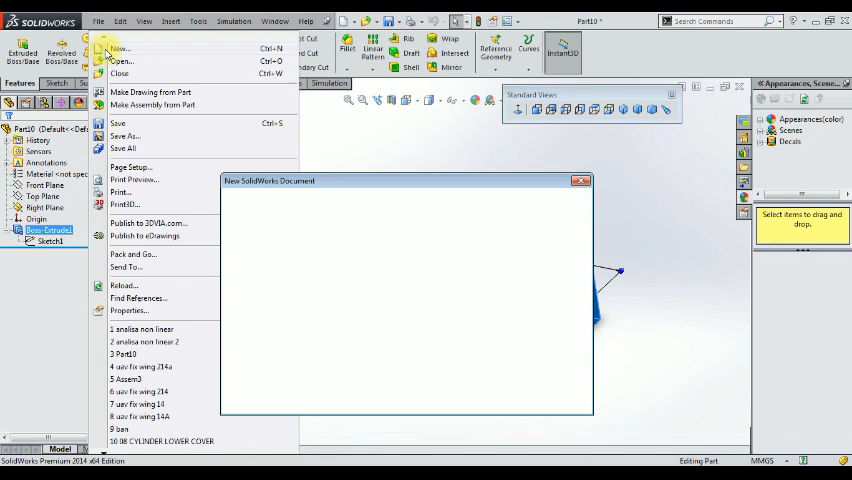 SOLIDWORKS
File Edit View Insert Tools Simulation Window Help
Part10 *
Search Commands
Extruded
Boss/Base
Revolved
Boss/Base
Cut
Cut
Cut
Fillet
Linear
Pattern
Rib
Draft
Shell
Wrap
Intersect
Mirror
Reference
Geometry
Curves
Instant3D
Features Sketch
Simulation
Part10 (Default<<Def
History
Sensors
Annotations
Material <not spec
Front Plane
Top Plane
Right Plane
Origin
Boss-Extrude1
Sketch1
New... Ctrl+N
Open... Ctrl+O
Close Ctrl+W
Make Drawing from Part
Make Assembly from Part
Save Ctrl+S
Save As...
Save All
Page Setup...
Print Preview...
Print...
Print3D...
Publish to 3DVIA.com...
Publish to eDrawings
Pack and Go...
Send To...
Reload...
Find References...
Properties...
1 analisa non linear
2 analisa non linear 2
3 Part10
4 uav fix wing 214a
5 Assem3
6 uav fix wing 214
7 uav fix wing 14
8 uav fix wing 14A
9 ban
10 08 CYLINDER LOWER COVER
New SolidWorks Document
Standard Views
Appearances, Scene...
Appearances(color)
Scenes
Decals
Select items to drag and
drop.
Model
SolidWorks Premium 2014 x64 Edition
Editing Part
MMGS